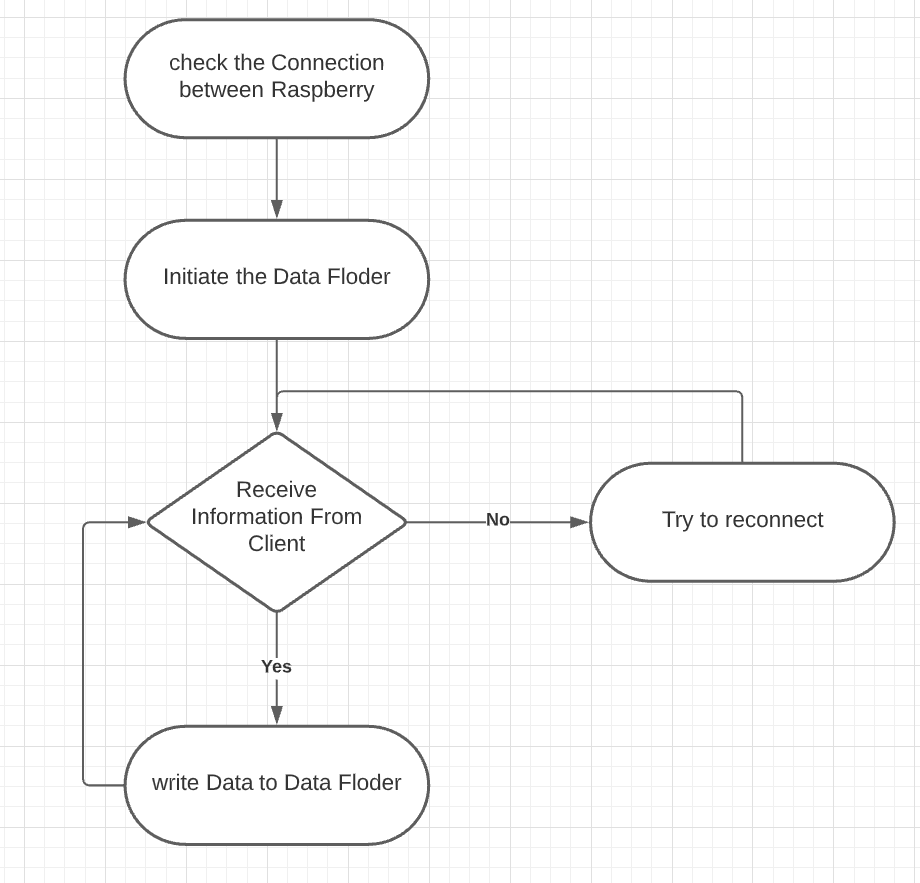 check the Connection
between Raspberry
Initiate the Data Floder
Receive
Information From
Client
No
Try to reconnect
Yes
write Data to Data Floder